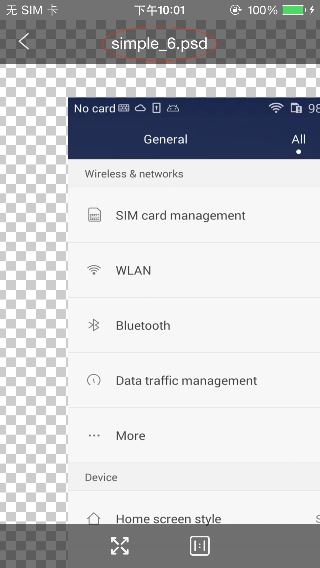 无 SIM 卡 下午10:01 100%
simple_6.psd
No card 98
General All
Wireless & networks
SIM card management
WLAN
Bluetooth
Data traffic management
More
Device
Home screen style S